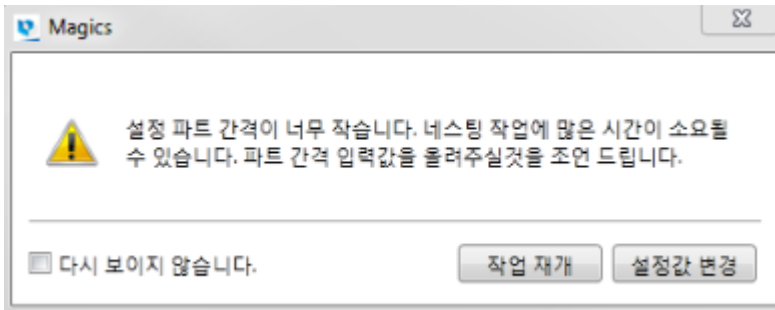 Magics
설정 파트 간격이 너무 작습니다. 네스팅 작업에 많은 시간이 소요될
수 있습니다. 파트 간격 입력값을 올려주실것을 조언 드립니다.
다시 보이지 않습니다.
작업 재개
설정값 변경